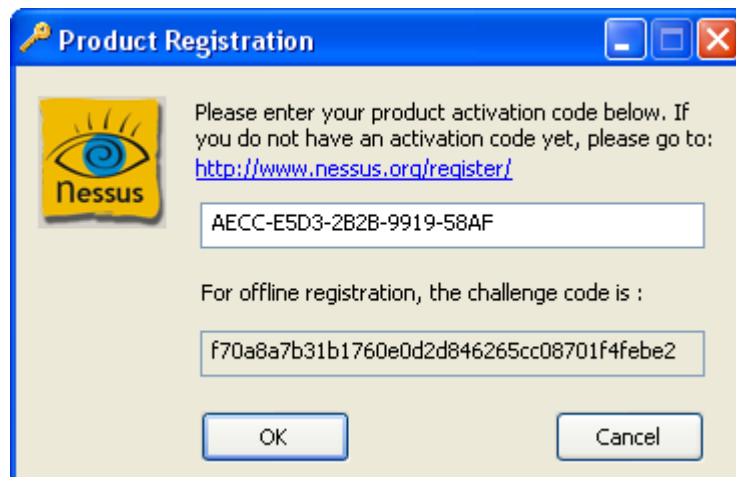 Product Registration
Please enter your product activation code below. If
you do not have an activation code yet, please go to:
http://www.nessus.org/register/
Nessus
AECC-E5D3-2B2B-9919-58AF
For offline registration, the challenge code is :
f70a8a7b31b1760e0d2d846265cc08701f4febe2
OK
Cancel